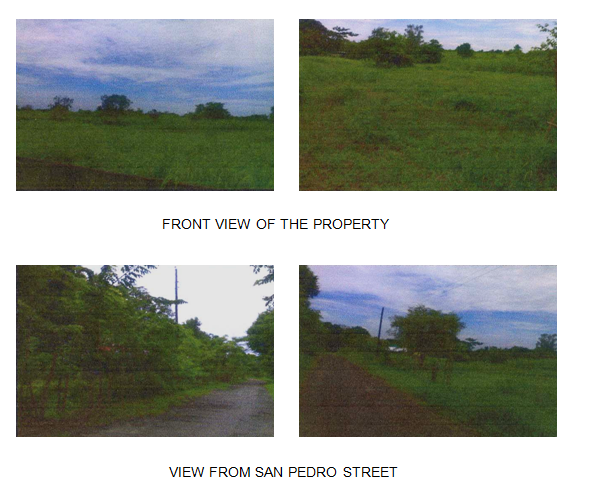 FRONT VIEW OF THE PROPERTY
VIEW FROM SAN PEDRO STREET